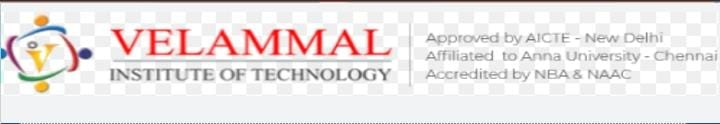 VELAMMAL
INSTITUTE OF TECHNOLOGY
Approved by AICTE - New Delhi
Affiliated to Anna University - Chennai
Accredited by NBA & NAAC